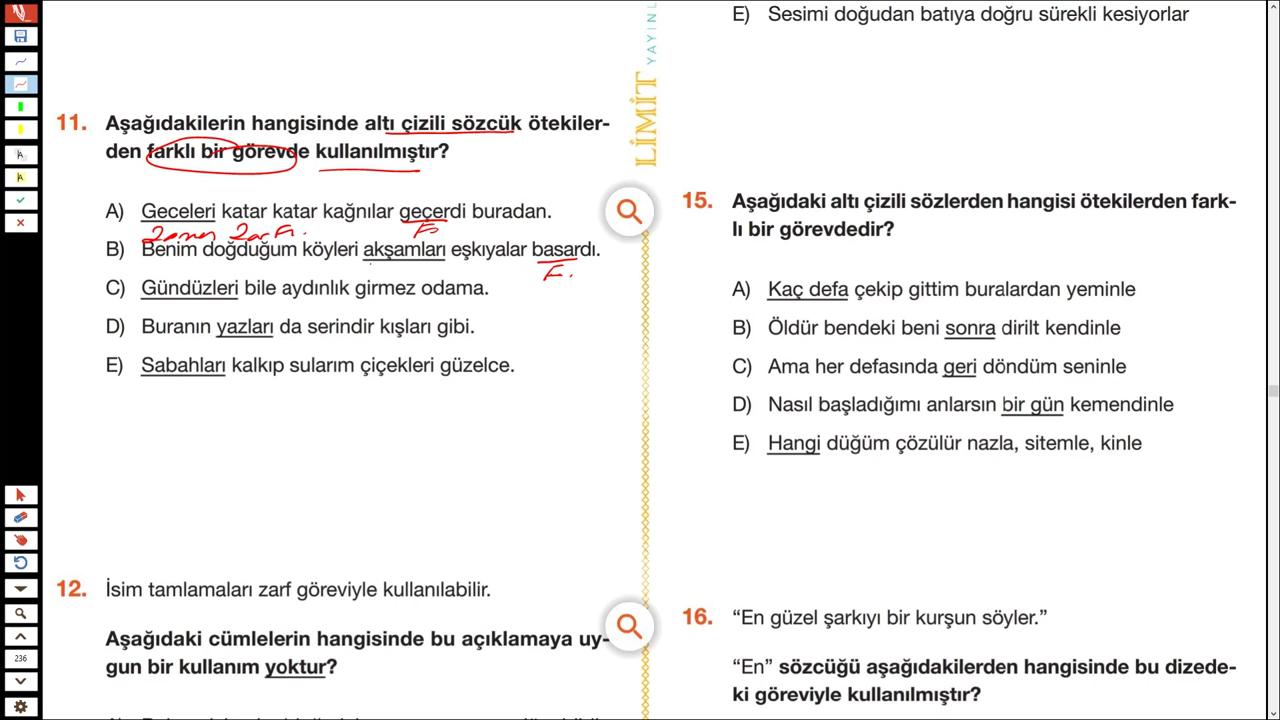 E) Sesimi doğudan batıya doğru sürekli kesiyorlar
LİMİT YAYINL
11. Aşağıdakilerin hangisinde altı çizili sözcük ötekiler-
den farklı bir görevde kullanılmıştır?
A) Geceleri katar katar kağnılar geçerdi buradan.
Zaman Zarfı. F.
B) Benim doğduğum köyleri akşamları eşkıyalar basardı.
F.
C) Gündüzleri bile aydınlık girmez odama.
D) Buranın yazları da serindir kışları gibi.
E) Sabahları kalkıp sularım çiçekleri güzelce.
12. İsim tamlamaları zarf göreviyle kullanılabilir.
Aşağıdaki cümlelerin hangisinde bu açıklamaya uy-
gun bir kullanım yoktur?
15. Aşağıdaki altı çizili sözlerden hangisi ötekilerden fark-
lı bir görevdedir?
A) Kaç defa çekip gittim buralardan yeminle
B) Öldür bendeki beni sonra dirilt kendinle
C) Ama her defasında geri döndüm seninle
D) Nasıl başladığımı anlarsın bir gün kemendinle
E) Hangi düğüm çözülür nazla, sitemle, kinle
16. “En güzel şarkıyı bir kurşun söyler.”
“En” sözcüğü aşağıdakilerden hangisinde bu dizede-
ki göreviyle kullanılmıştır?
236